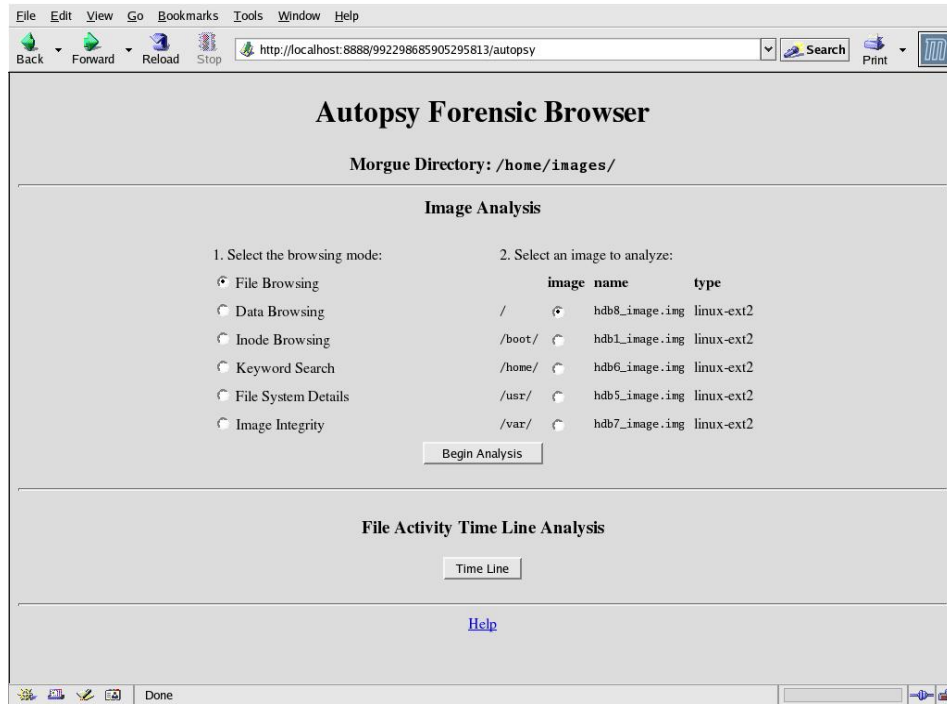 File Edit View Go Bookmarks Tools Window Help
Back Forward Reload Stop http://localhost:8888/992298685905295813/autopsy Search Print
Autopsy Forensic Browser
Morgue Directory: /home/images/
Image Analysis
1. Select the browsing mode: 2. Select an image to analyze:
File Browsing image name type
Data Browsing / hdb8_image.img linux-ext2
Inode Browsing /boot/ hdb1_image.img linux-ext2
Keyword Search /home/ hdb6_image.img linux-ext2
File System Details /usr/ hdb5_image.img linux-ext2
Image Integrity /var/ hdb7_image.img linux-ext2
Begin Analysis
File Activity Time Line Analysis
Time Line
Help
Done